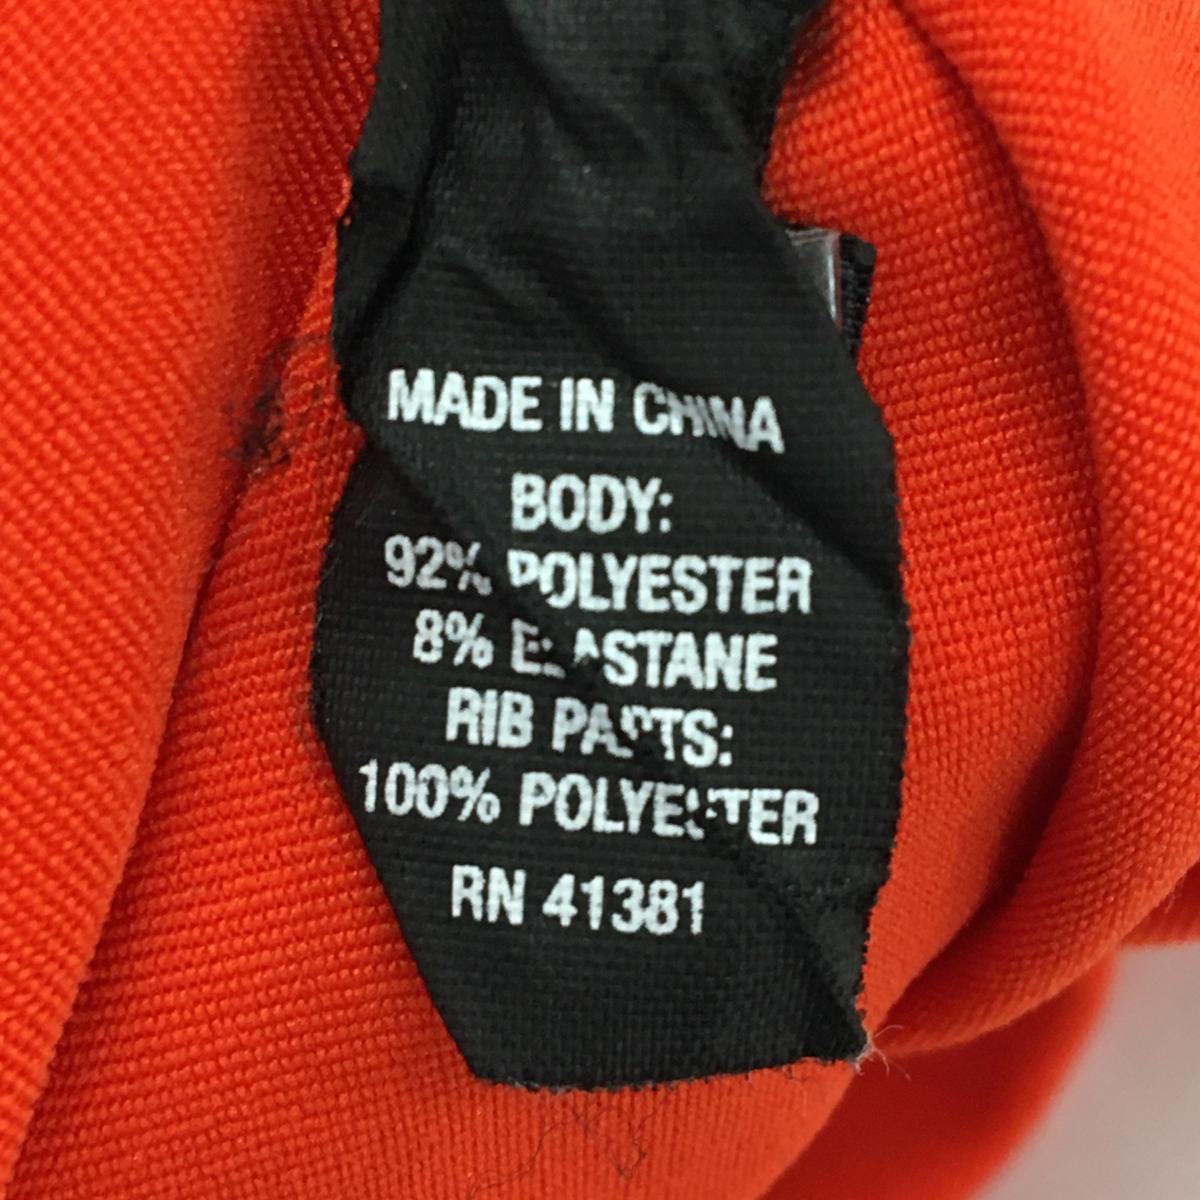 MADE IN CHINA
BODY:
92% POLYESTER
8% ELASTANE
RIB PARTS:
100% POLYESTER
RN 41381